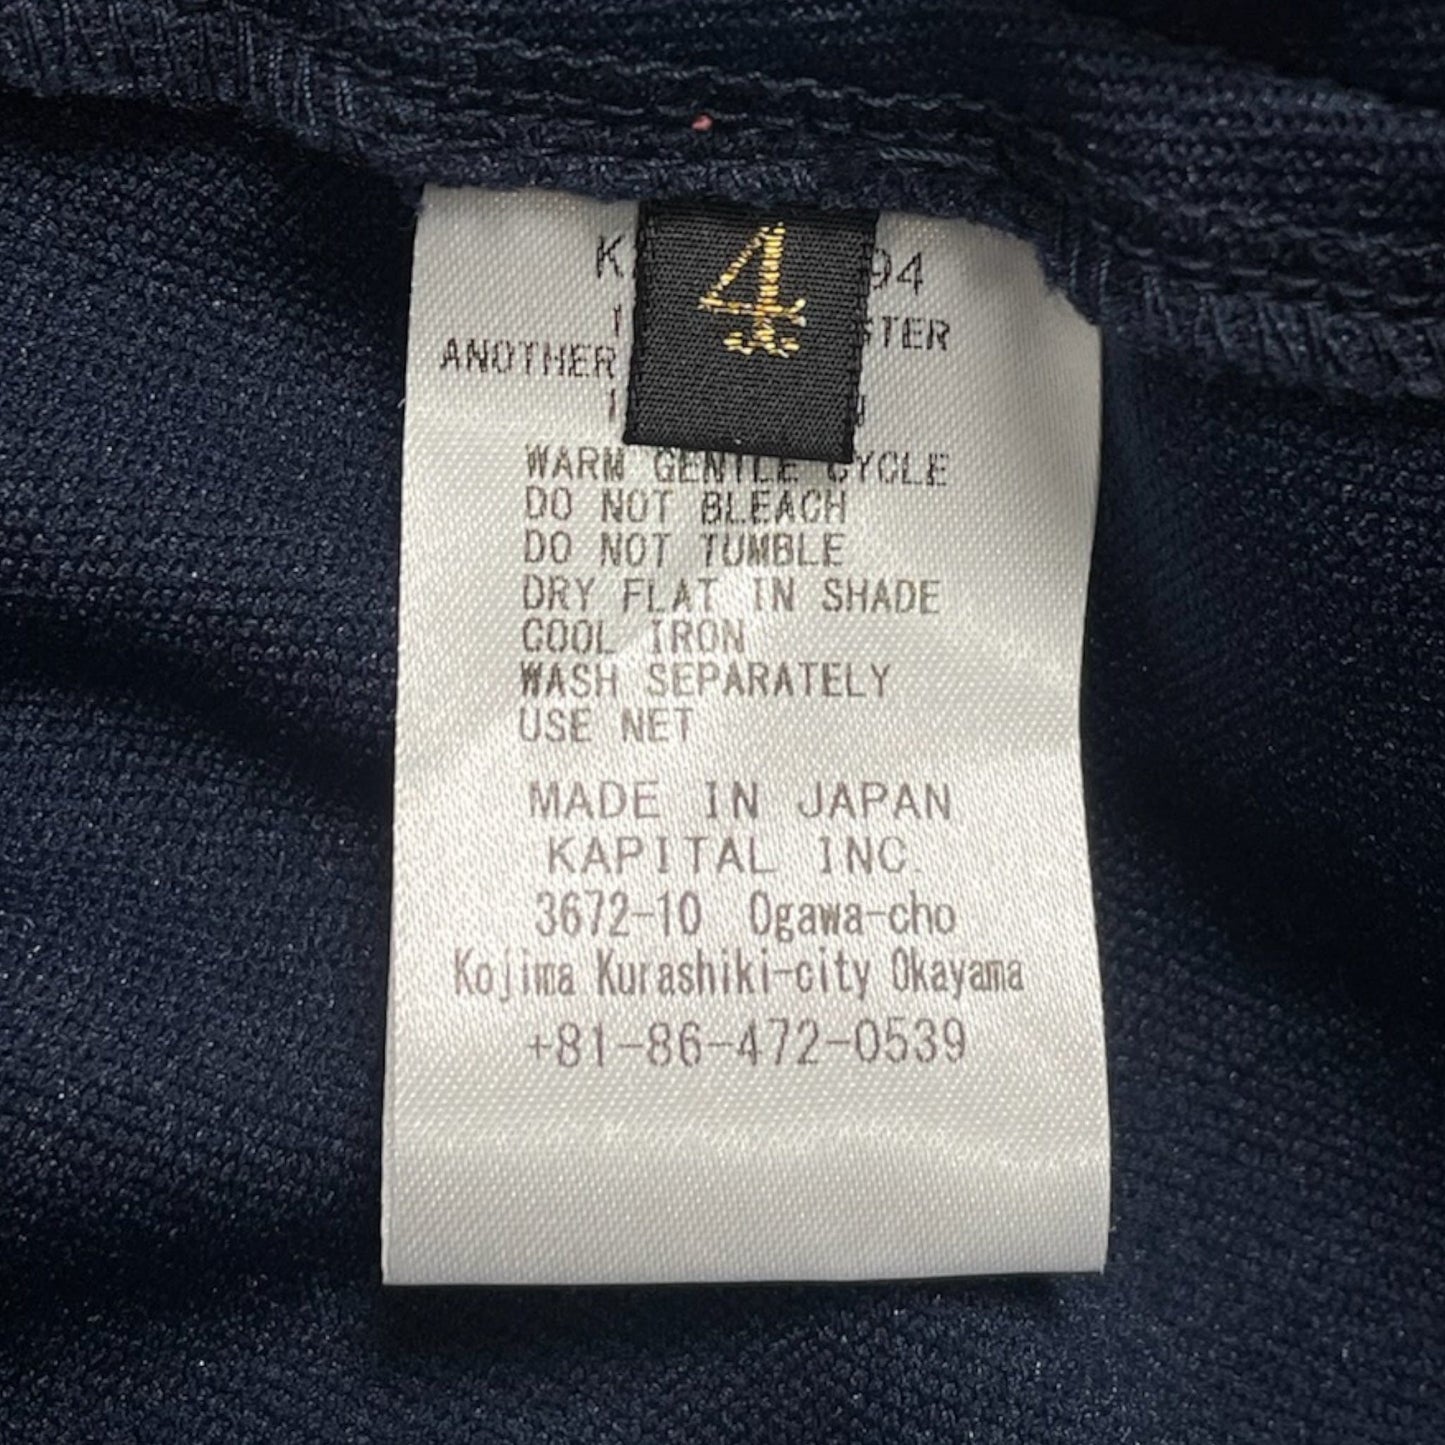 4
94
ANOTHER
WARM GENTLE CYCLE
DO NOT BLEACH
DO NOT TUMBLE
DRY FLAT IN SHADE
COOL IRON
WASH SEPARATELY
USE NET
MADE IN JAPAN
KAPITAL INC.
3672-10 Ogawa-cho
Kojima Kurashiki-city Okayama
+81-86-472-0539